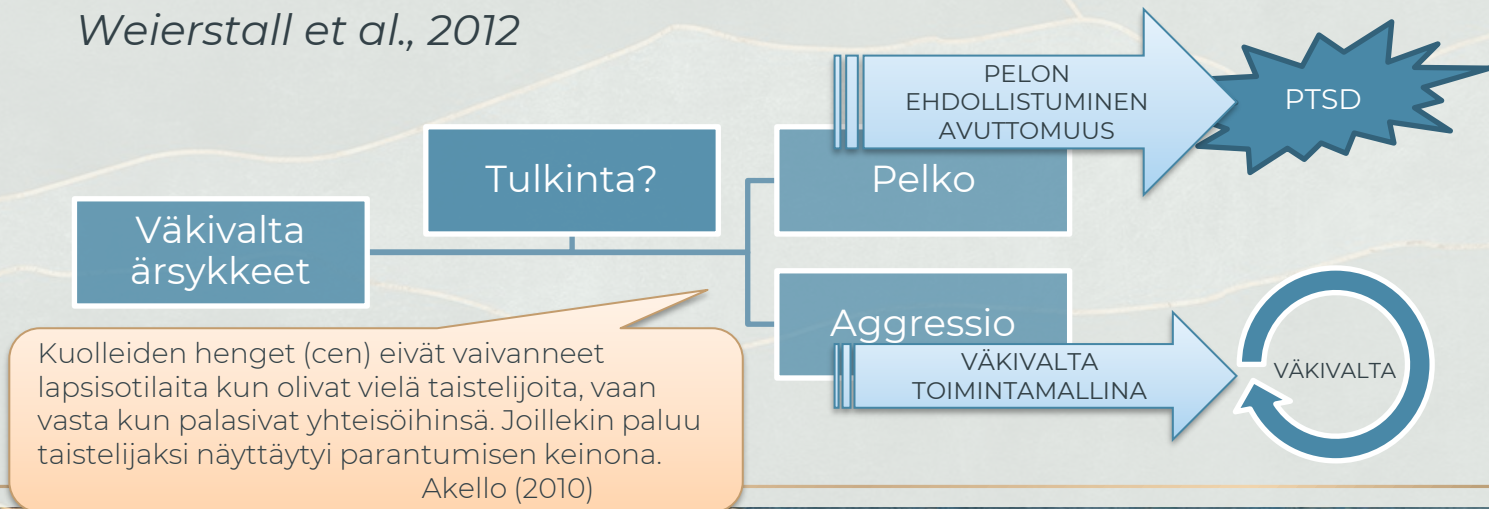 Weierstall et al., 2012
PELON
EHDOLLISTUMINEN
AVUTTOMUUS
PTSD
Tulkinta?
Pelko
Väkivalta
ärsykkeet
Aggressio
VÄKIVALTA
TOIMINTAMALLINA
VÄKIVALTA
Kuolleiden henget (cen) eivät vaivanneet
lapsisotilaita kun olivat vielä taistelijoita, vaan
vasta kun palasivat yhteisöihinsä. Joillekin paluu
taistelijaksi näyttäytyi parantumisen keinona.
Akello (2010)